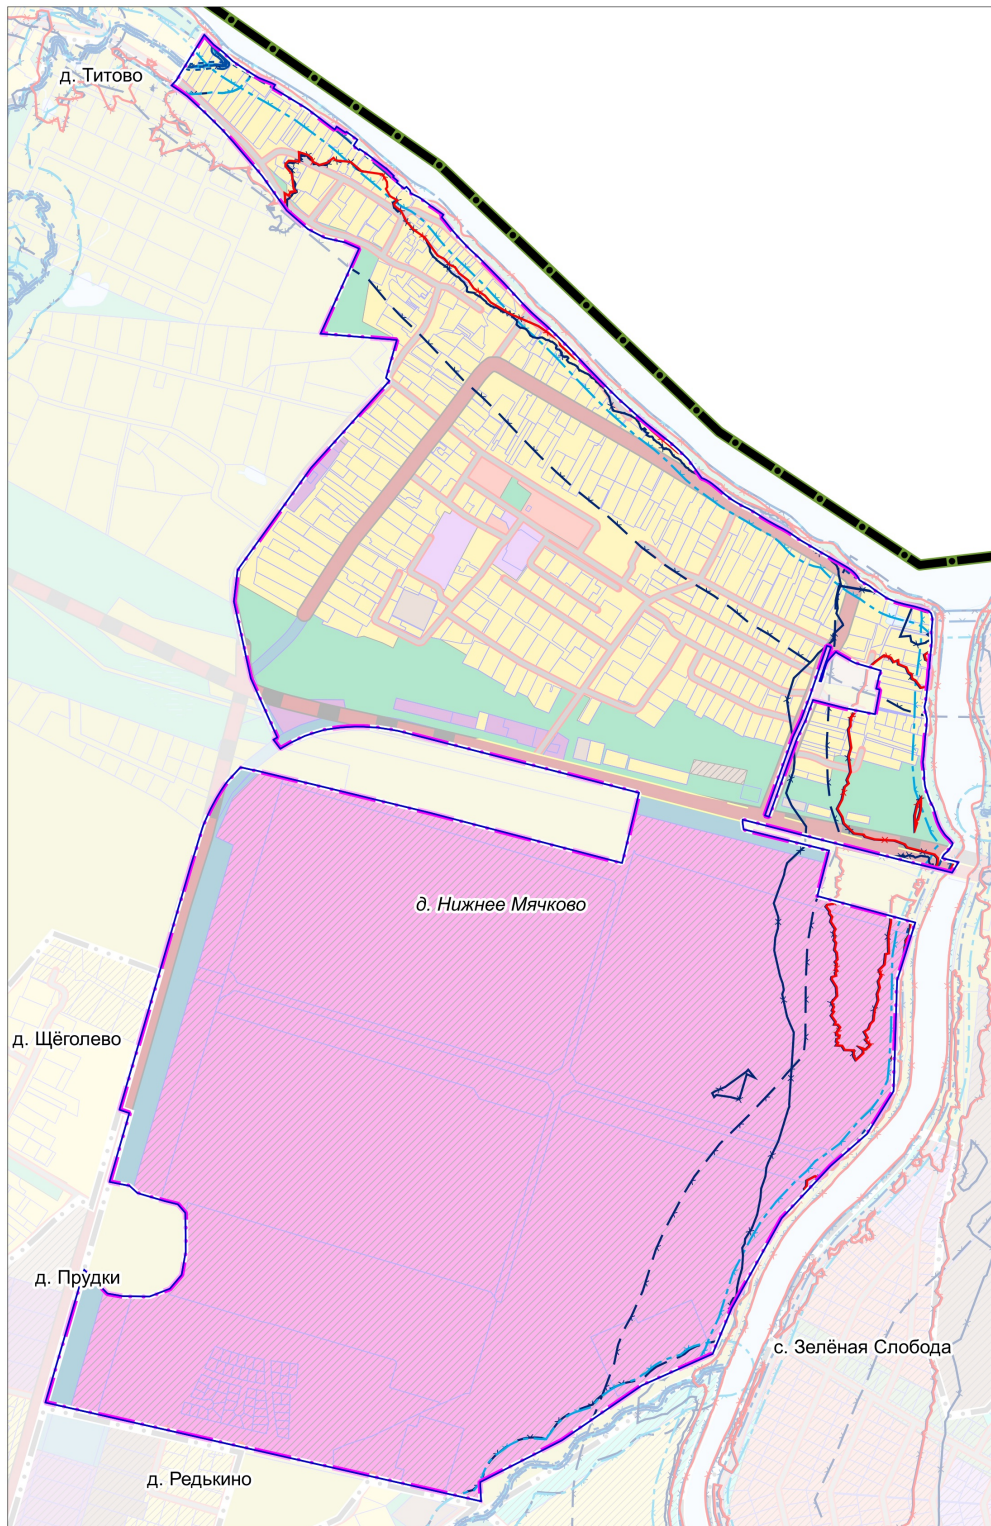 д. Титово
д. Нижнее Мячково
д. Щёголево
д. Прудки
с. Зелёная Слобода
д. Редькино